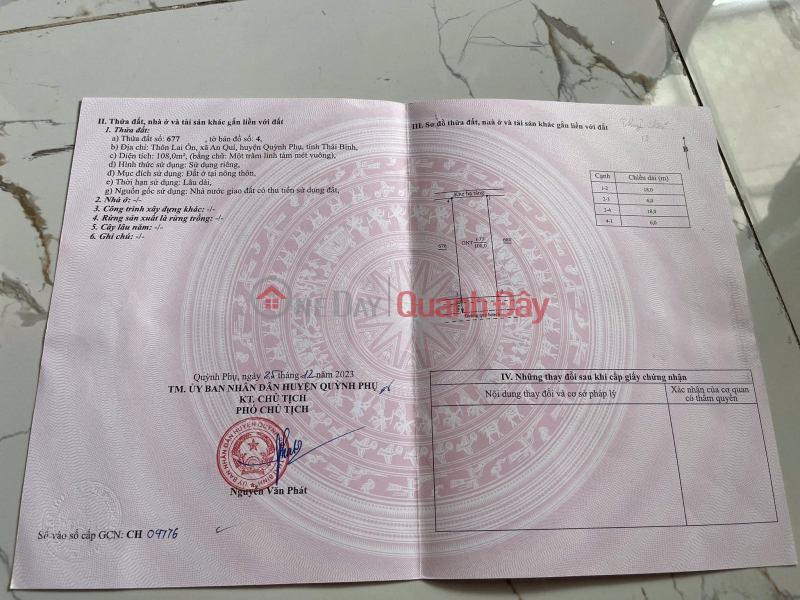 II. Thửa đất, nhà ở và tài sản khác gắn liền với đất
1. Thửa đất:
a) Thửa đất số: 677 , tờ bản đồ số: 4,
b) Địa chỉ: Thôn Lai Ổn, xã An Quí, huyện Quỳnh Phụ, tỉnh Thái Bình,
c) Diện tích: 108,0m², (bằng chữ: Một trăm linh tám mét vuông),
d) Hình thức sử dụng: Sử dụng riêng,
đ) Mục đích sử dụng: Đất ở tại nông thôn,
e) Thời hạn sử dụng: Lâu dài,
g) Nguồn gốc sử dụng: Nhà nước giao đất có thu tiền sử dụng đất,
2. Nhà ở: -/-
3. Công trình xây dựng khác: -/-
4. Rừng sản xuất là rừng trồng: -/-
5. Cây lâu năm: -/-
6. Ghi chú: -/-
Quỳnh Phụ, ngày 25 tháng 12 năm 2023
TM. ỦY BAN NHÂN DÂN HUYỆN QUỲNH PHỤ
KT. CHỦ TỊCH
PHÓ CHỦ TỊCH
Nguyễn Văn Phát
Số vào sổ cấp GCN: CH 09776
III. Sơ đồ thửa đất, nhà ở và tài sản khác gắn liền với đất
B
Cạnh Chiều dài (m)
1-2 18,0
2-3 6,0
3-4 18,0
4-1 6,0
676
ONT 677
108,0
680
OneDay Quanh Đây
IV. Những thay đổi sau khi cấp giấy chứng nhận
Nội dung thay đổi và cơ sở pháp lý
Xác nhận của cơ quan
có thẩm quyền